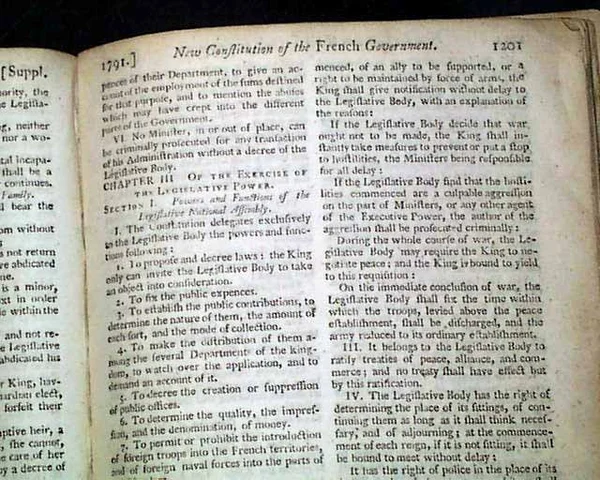 [Suppl.
ority, the
e Legisla-
ng, neither
nor a wo-
tal incapa-
shall be a
continues.
Family.
ll bear the
om without
s not return
ve abdicated
ne.
is a minor,
ext in order
le within the
and not re-
e Legislative
abdicated his
er King, hav-
ardian elect,
forfeit their
ptive heir, a
, she cannot,
e care of her
by a decree of
1791.] New Constitution of the French Government. 1201
pences of their Department, to give an ac-
count of the employment of the sums destined
for that purpose, and to mention the abuses
which may have crept into the different
parts of the Government.
VI. No Minister, in or out of place, can
be criminally prosecuted for any transaction
of his Administration without a decree of the
Legislative Body.
CHAPTER III. OF THE EXERCISE OF
THE LEGISLATIVE POWER.
SECTION I. Powers and Functions of the
Legislative National Assembly.
I. The Constitution delegates exclusively
to the Legislative Body the powers and func-
tions following:
1. To propose and decree laws: the King
only can invite the Legislative Body to take
an object into consideration.
2. To fix the public expences.
3. To establish the public contributions, to
determine the nature of them, the amount of
each sort, and the mode of collection.
4. To make the distribution of them a-
mong the several Departments of the king-
dom, to watch over the application, and to
demand an account of it.
5. To decree the creation or suppression
of public offices.
6. To determine the quality, the impres-
sion, and the denomination, of money.
7. To permit or prohibit the introduction
of foreign troops into the French territories,
and of foreign naval forces into the ports of
menced, of an ally to be supported, or a
right to be maintained by force of arms, the
King shall give notification without delay to
the Legislative Body, with an explanation of
the reasons:
If the Legislative Body decide that war
ought not to be made, the King shall in-
stantly take measures to prevent or put a stop
to hostilities, the Ministers being responsable
for all delay:
If the Legislative Body find that the hosti-
lities commenced are a culpable aggression
on the part of Ministers, or any other agent
of the Executive Power, the author of the
aggression shall be prosecuted criminally:
During the whole course of war, the Le-
gislative Body may require the King to ne-
gotiate peace; and the King is bound to yield
to this requisition:
On the immediate conclusion of war, the
Legislative Body shall fix the time within
which the troops, levied above the peace
establishment, shall be discharged, and the
army reduced to its ordinary establishment.
III. It belongs to the Legislative Body to
ratify treaties of peace, alliance, and com-
merce; and no treaty shall have effect but
by this ratification.
IV. The Legislative Body has the right of
determining the place of its sittings, of con-
tinuing them as long as it shall think neces-
sary, and of adjourning; at the commence-
ment of each reign, if it is not sitting, it shall
be bound to meet without delay:
It has the right of police in the place of its